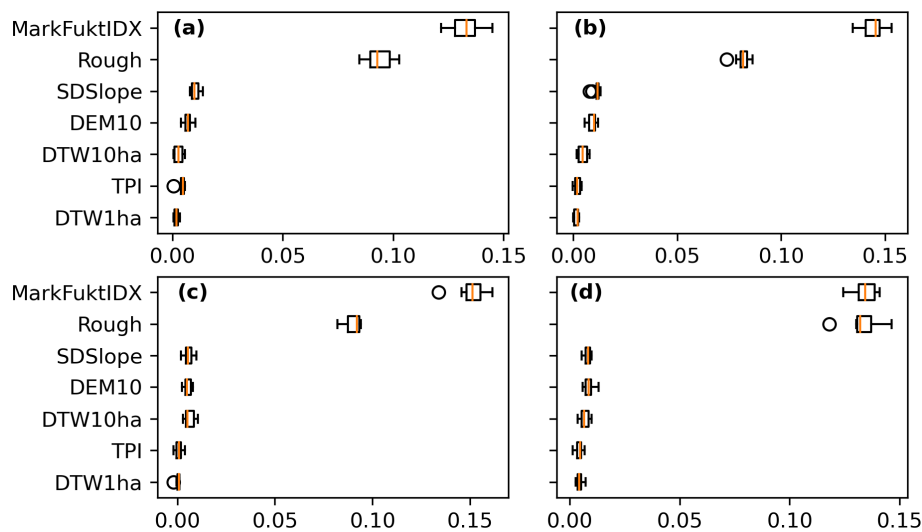 MarkFuktIDX (a) (b)
Rough
SDSlope
DEM10
DTW10ha
TPI
DTW1ha
0.00 0.05 0.10 0.15 0.00 0.05 0.10 0.15
MarkFuktIDX (c) (d)
Rough
SDSlope
DEM10
DTW10ha
TPI
DTW1ha
0.00 0.05 0.10 0.15 0.00 0.05 0.10 0.15